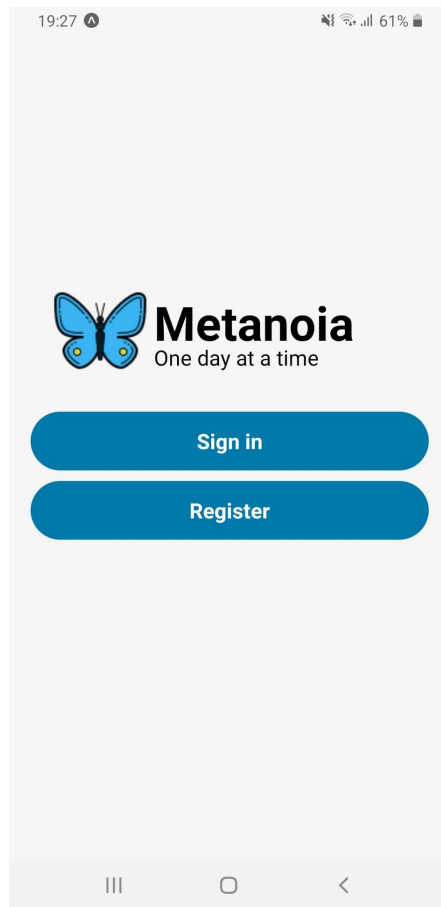 19:27 61%
Metanoia
One day at a time
Sign in
Register